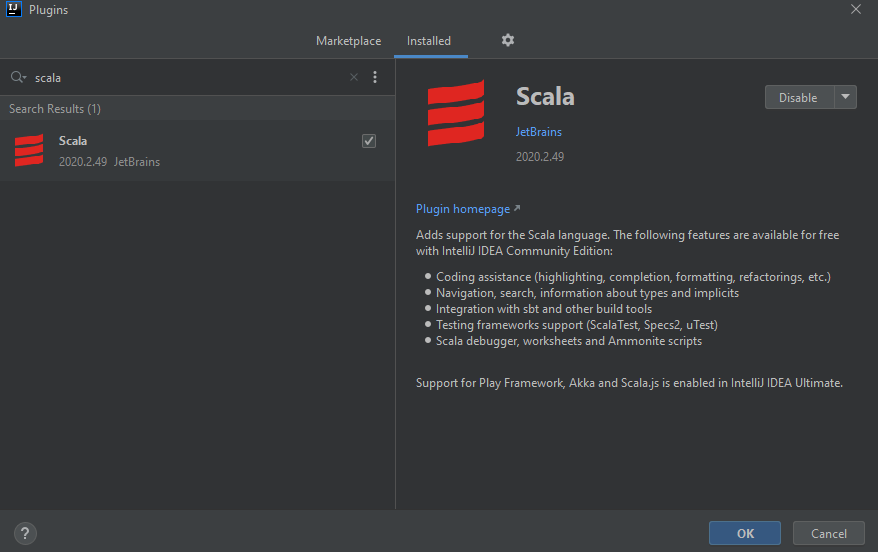 IJ
Plugins
Marketplace
Installed
scala
Search Results (1)
Scala
2020.2.49 JetBrains
Scala
Disable
JetBrains
2020.2.49
Plugin homepage
Adds support for the Scala language. The following features are available for free
with IntelliJ IDEA Community Edition:
Coding assistance (highlighting, completion, formatting, refactorings, etc.)
Navigation, search, information about types and implicits
Integration with sbt and other build tools
Testing frameworks support (ScalaTest, Specs2, uTest)
Scala debugger, worksheets and Ammonite scripts
Support for Play Framework, Akka and Scala.js is enabled in IntelliJ IDEA Ultimate.
?
OK
Cancel